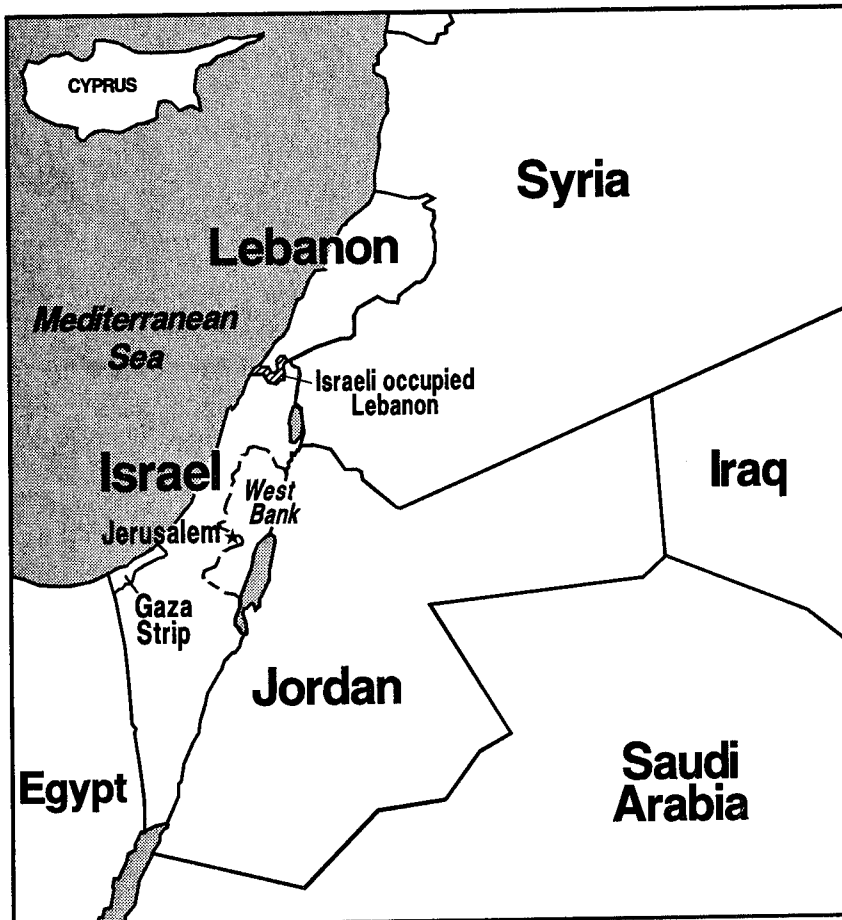 CYPRUS
Syria
Lebanon
Mediterranean
Sea
Israeli occupied
Lebanon
Israel
West
Bank
Iraq
Jerusalem
Gaza
Strip
Jordan
Egypt
Saudi
Arabia